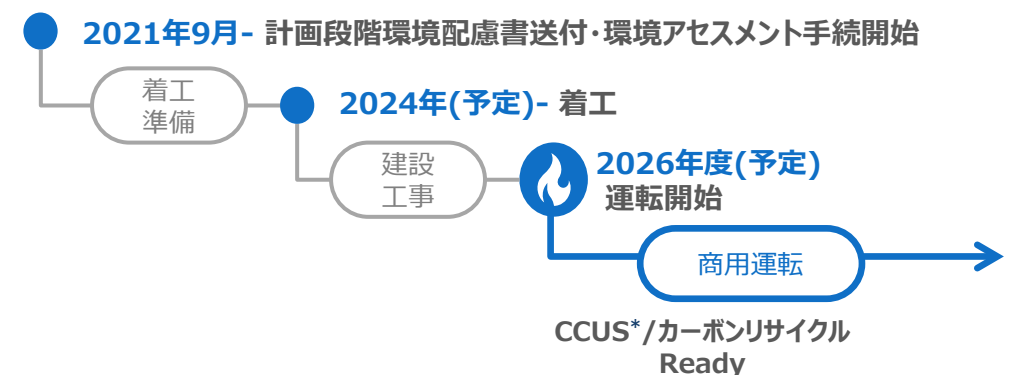 2021年9月- 計画段階環境配慮書送付・環境アセスメント手続開始
着工
準備
2024年(予定)- 着工
建設
工事
2026年度(予定)
運転開始
商用運転
CCUS*/カーボンリサイクル
Ready